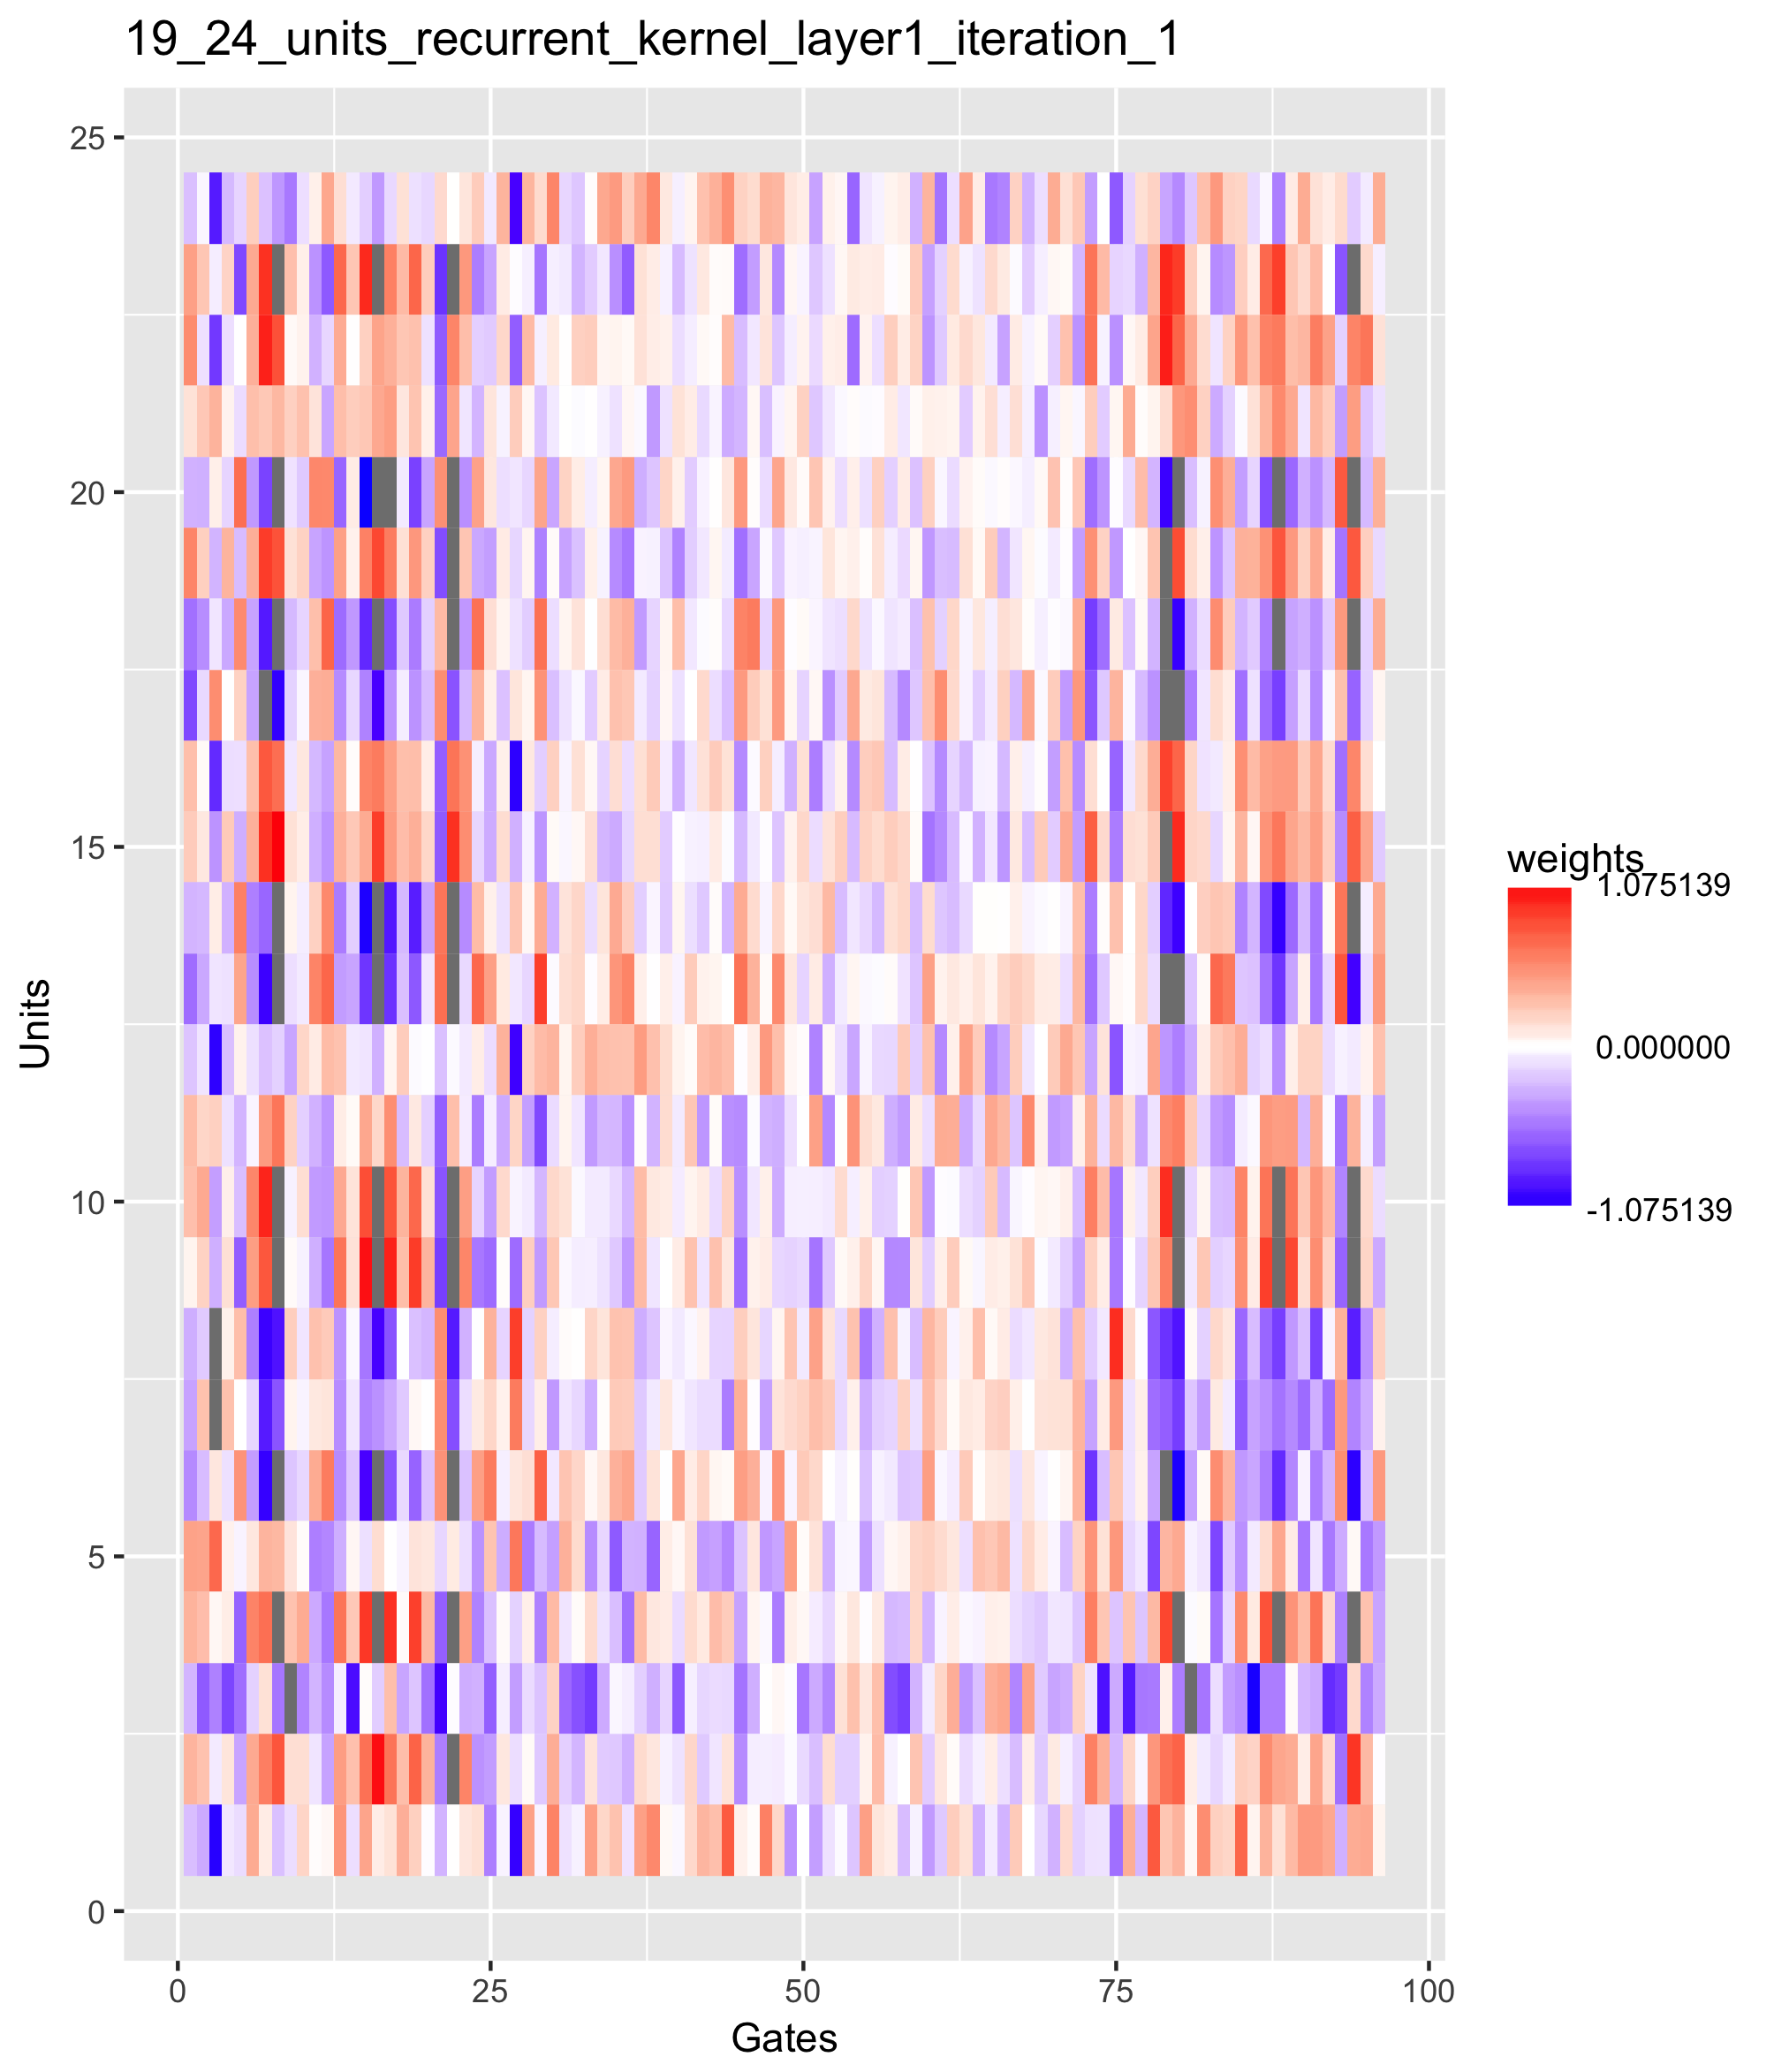 19_24_units_recurrent_kernel_layer1_iteration_1
25
20
15
10
5
0
Units
0 25 50 75 100
Gates
weights
1.075139
0.000000
-1.075139